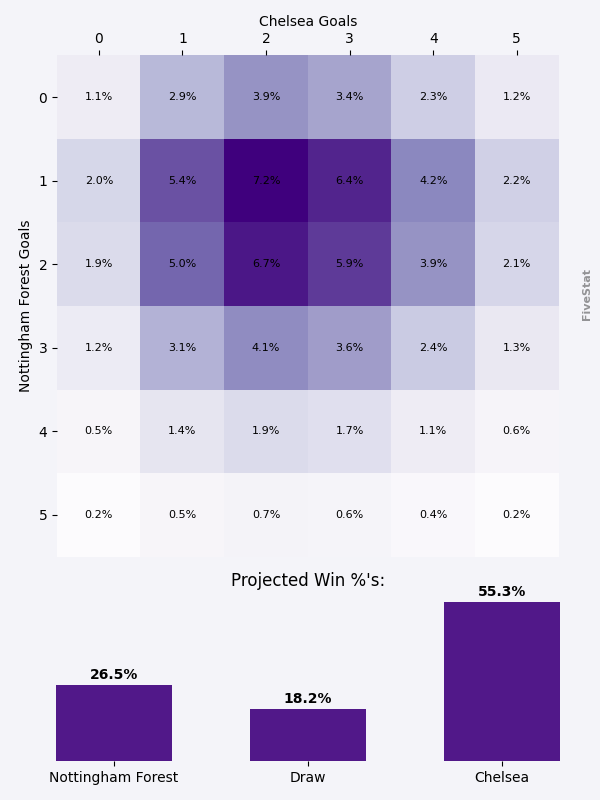 Chelsea Goals
0 1 2 3 4 5
Nottingham Forest Goals
0 1.1% 2.9% 3.9% 3.4% 2.3% 1.2%
1 2.0% 5.4% 7.2% 6.4% 4.2% 2.2%
2 1.9% 5.0% 6.7% 5.9% 3.9% 2.1%
3 1.2% 3.1% 4.1% 3.6% 2.4% 1.3%
4 0.5% 1.4% 1.9% 1.7% 1.1% 0.6%
5 0.2% 0.5% 0.7% 0.6% 0.4% 0.2%
FiveStat
Projected Win %'s:
26.5% 18.2% 55.3%
Nottingham Forest Draw Chelsea